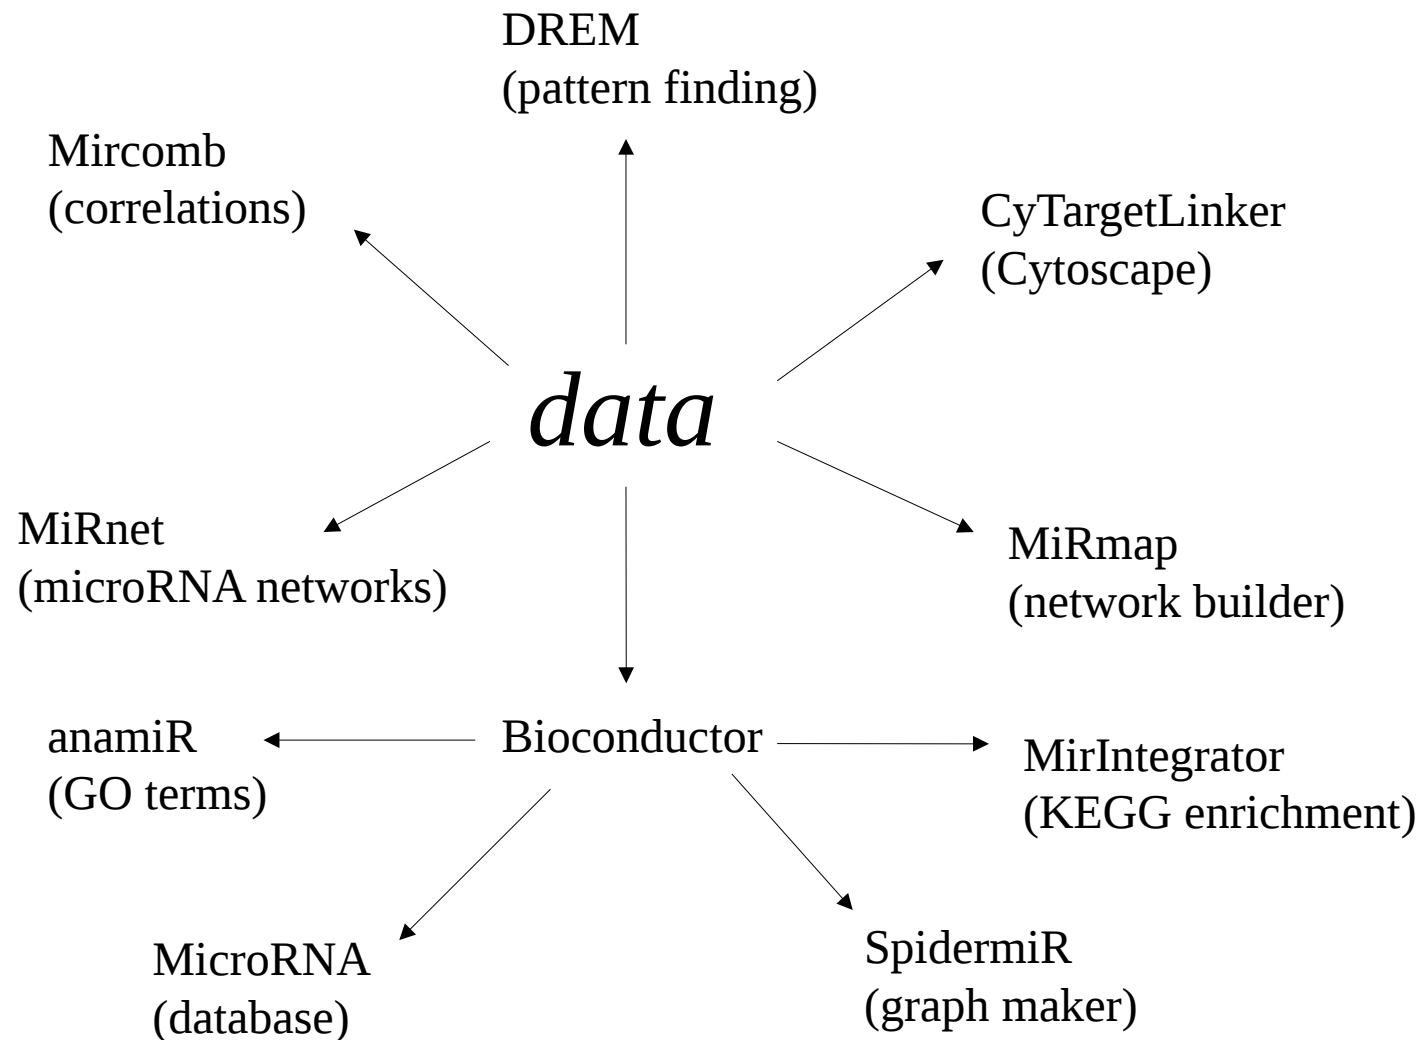 DREM
(pattern finding)
Mircomb
(correlations)
CyTargetLinker
(Cytoscape)
data
MiRnet
(microRNA networks)
MiRmap
(network builder)
anamiR
(GO terms)
Bioconductor
MirIntegrator
(KEGG enrichment)
MicroRNA
(database)
SpidermiR
(graph maker)